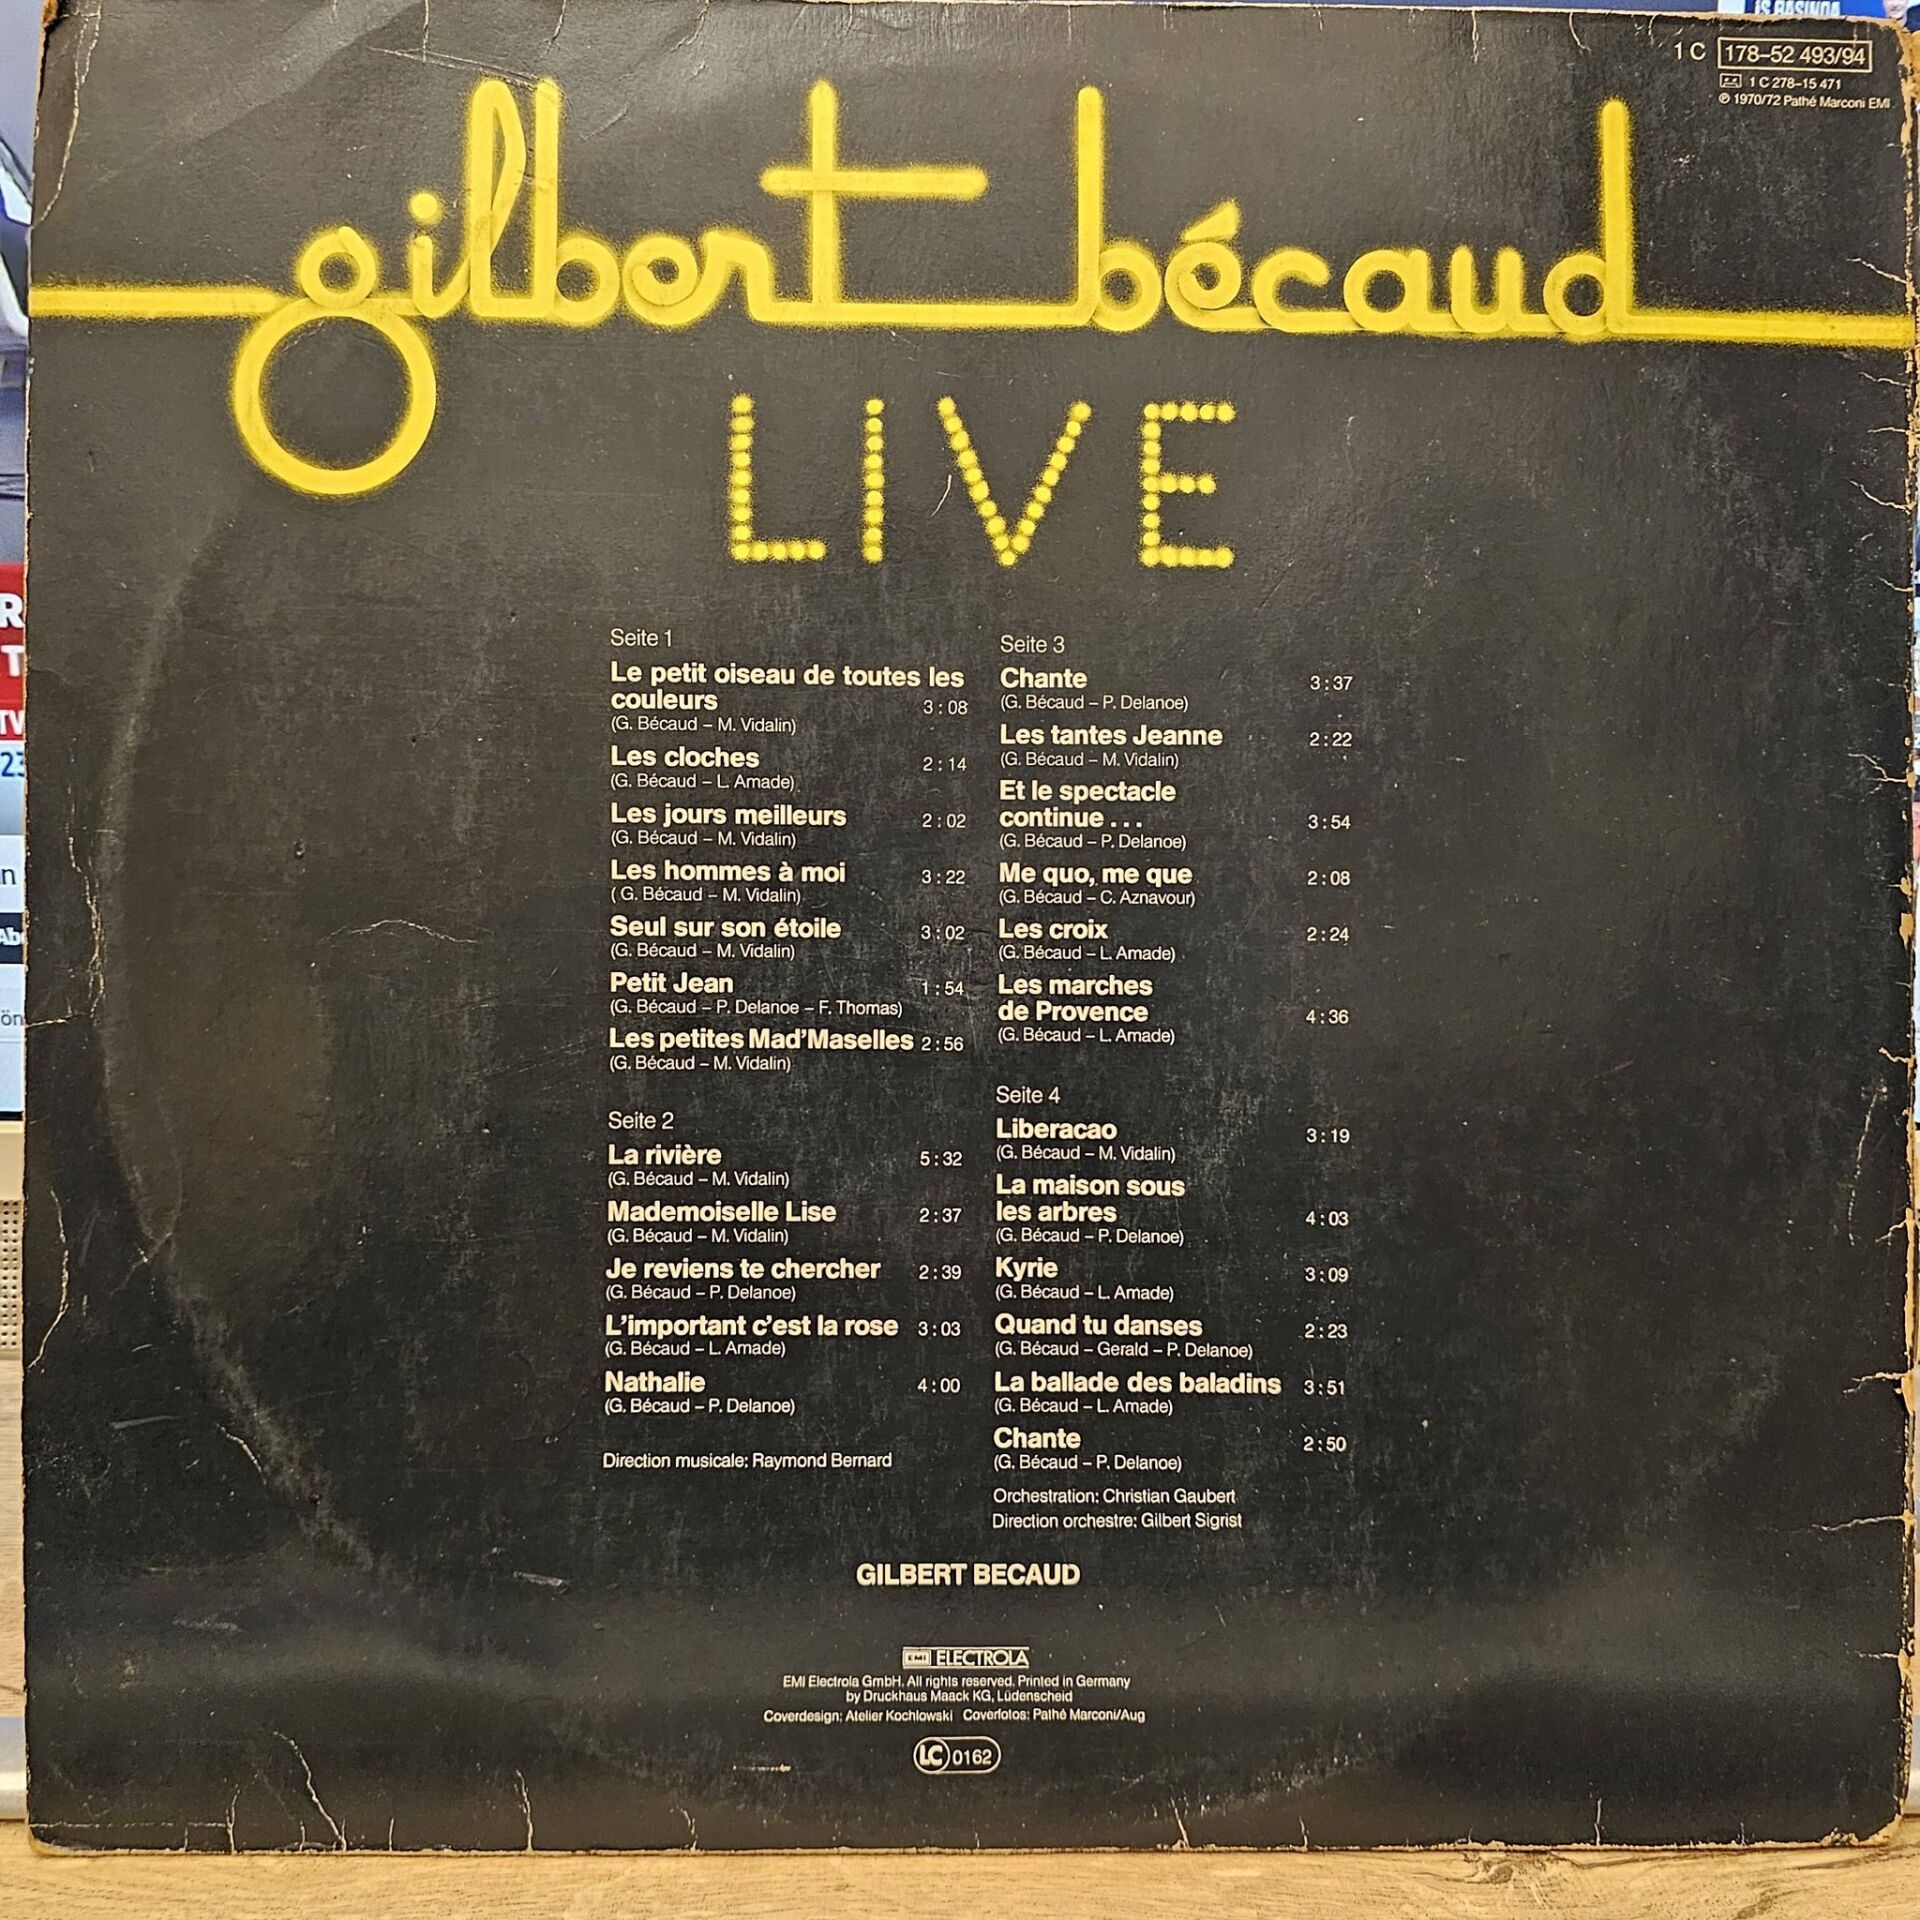 IS BASINDA
1 C 178-52 493/94
1 C 278-15 471
℗ 1970/72 Pathé Marconi EMI
gilbert bécaud
LIVE
Seite 1
Le petit oiseau de toutes les
couleurs 3:08
(G. Bécaud – M. Vidalin)
Les cloches 2:14
(G. Bécaud – L. Amade)
Les jours meilleurs 2:02
(G. Bécaud – M. Vidalin)
Les hommes à moi 3:22
( G. Bécaud – M. Vidalin)
Seul sur son étoile 3:02
(G. Bécaud – M. Vidalin)
Petit Jean 1:54
(G. Bécaud – P. Delanoe – F. Thomas)
Les petites Mad'Maselles 2:56
(G. Bécaud – M. Vidalin)
Seite 2
La rivière 5:32
(G. Bécaud – M. Vidalin)
Mademoiselle Lise 2:37
(G. Bécaud – M. Vidalin)
Je reviens te chercher 2:39
(G. Bécaud – P. Delanoe)
L'important c'est la rose 3:03
(G. Bécaud – L. Amade)
Nathalie 4:00
(G. Bécaud – P. Delanoe)
Direction musicale: Raymond Bernard
Seite 3
Chante 3:37
(G. Bécaud – P. Delanoe)
Les tantes Jeanne 2:22
(G. Bécaud – M. Vidalin)
Et le spectacle
continue... 3:54
(G. Bécaud – P. Delanoe)
Me quo, me que 2:08
(G. Bécaud – C. Aznavour)
Les croix 2:24
(G. Bécaud – L. Amade)
Les marches
de Provence 4:36
(G. Bécaud – L. Amade)
Seite 4
Liberacao 3:19
(G. Bécaud – M. Vidalin)
La maison sous
les arbres 4:03
(G. Bécaud – P. Delanoe)
Kyrie 3:09
(G. Bécaud – L. Amade)
Quand tu danses 2:23
(G. Bécaud – Gerald – P. Delanoe)
La ballade des baladins 3:51
(G. Bécaud – L. Amade)
Chante 2:50
(G. Bécaud – P. Delanoe)
Orchestration: Christian Gaubert
Direction orchestre: Gilbert Sigrist
GILBERT BECAUD
EMI ELECTROLA
EMI Electrola GmbH. All rights reserved. Printed in Germany
by Druckhaus Maack KG, Lüdenscheid
Coverdesign: Atelier Kochlowski Coverfotos: Pathé Marconi/Aug
LC 0162